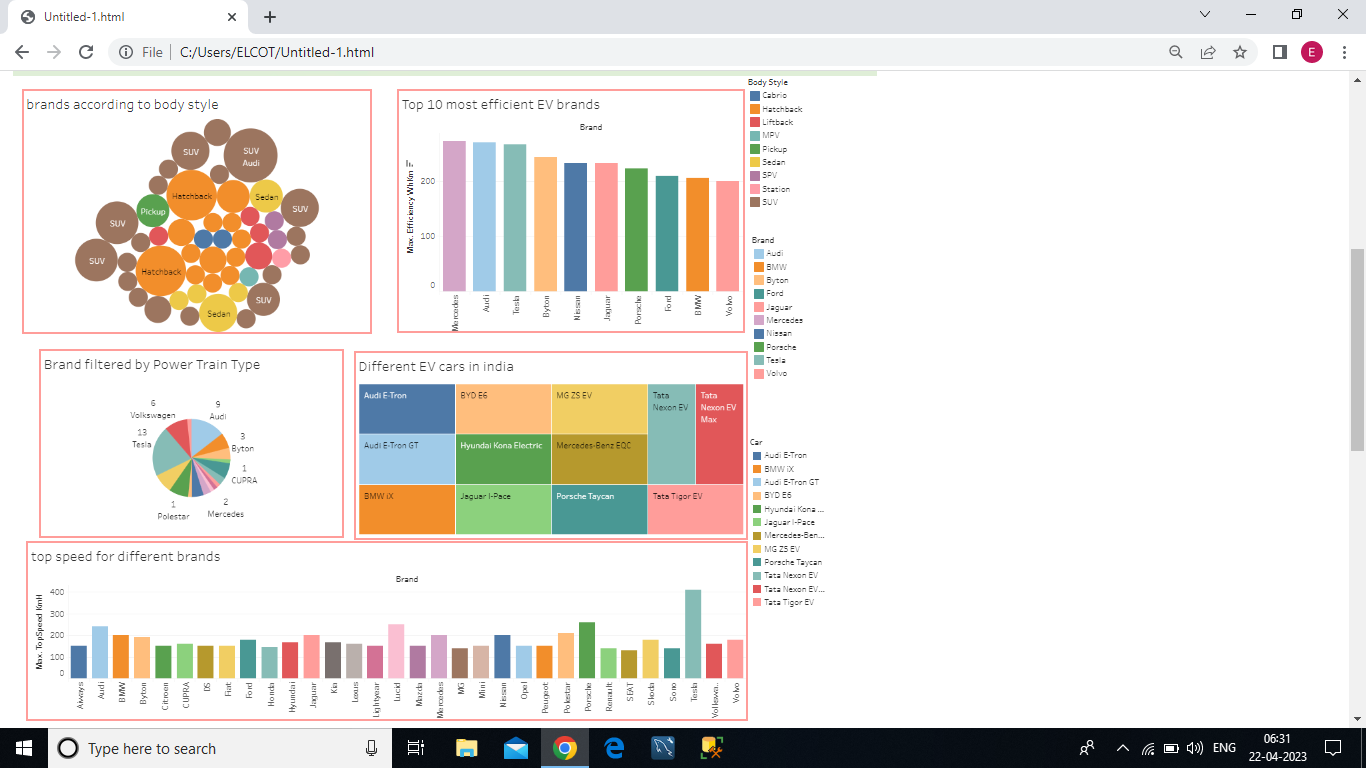 Untitled-1.html
File
C:/Users/ELCOT/Untitled-1.html
E
brands according to body style
SUV
SUV
Audi
Hatchback
Sedan
Pickup
SUV
SUV
SUV
Hatchback
SUV
Sedan
Top 10 most efficient EV brands
Brand
Max. Efficiency WhKm
200
100
0
Mercedes
Audi
Tesla
Byton
Nissan
Jaguar
Porsche
Ford
BMW
Volvo
Body Style
Cabrio
Hatchback
Liftback
MPV
Pickup
Sedan
SPV
Station
SUV
Brand
Audi
BMW
Byton
Ford
Jaguar
Mercedes
Nissan
Porsche
Tesla
Volvo
Brand filtered by Power Train Type
6
Volkswagen
9
Audi
13
Tesla
3
Byton
1
CUPRA
1
Polestar
2
Mercedes
Different EV cars in india
Audi E-Tron
BYD E6
MG ZS EV
Tata
Nexon EV
Tata
Nexon EV
Max
Audi E-Tron GT
Hyundai Kona Electric
Mercedes-Benz EQC
BMW iX
Jaguar I-Pace
Porsche Taycan
Tata Tigor EV
Car
Audi E-Tron
BMW iX
Audi E-Tron GT
BYD E6
Hyundai Kona ...
Jaguar I-Pace
Mercedes-Ben...
MG ZS EV
Porsche Taycan
Tata Nexon EV
Tata Nexon EV...
Tata Tigor EV
top speed for different brands
Brand
Max. TopSpeed KmH
400
300
200
100
0
Aiways
Audi
BMW
Byton
Citroen
CUPRA
DS
Fiat
Ford
Honda
Hyundai
Jaguar
Kia
Lexus
Lightyear
Lucid
Mazda
Mercedes
MG
Mini
Nissan
Opel
Peugeot
Polestar
Porsche
Renault
SEAT
Skoda
Sono
Tesla
Volkswa..
Volvo
Type here to search
ENG
06:31
22-04-2023